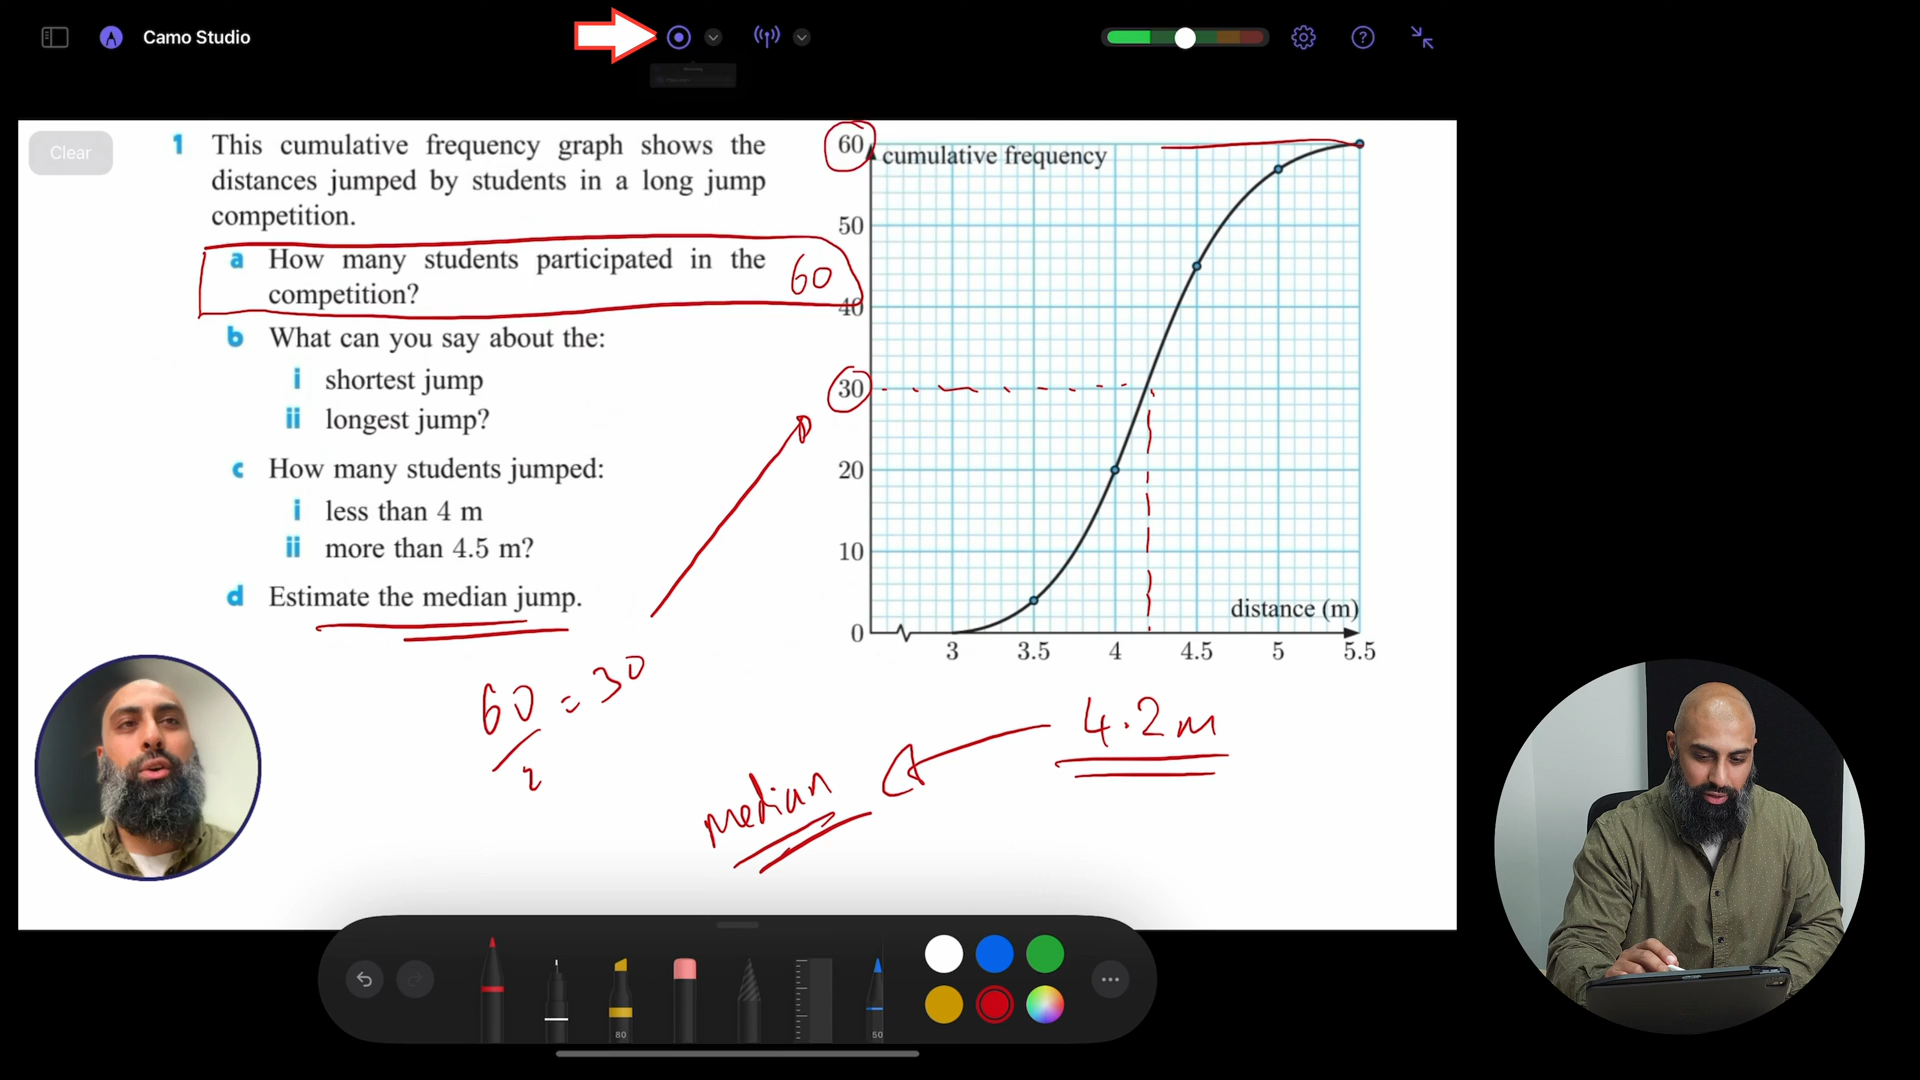 Camo Studio
Clear
1 This cumulative frequency graph shows the
distances jumped by students in a long jump
competition.
a How many students participated in the
competition?
60
b What can you say about the:
i shortest jump
ii longest jump?
c How many students jumped:
i less than 4 m
ii more than 4.5 m?
d Estimate the median jump.
60 = 30
2
60
cumulative frequency
50
40
30
20
10
0
distance (m)
3 3.5 4 4.5 5 5.5
4.2 m
median
80
50